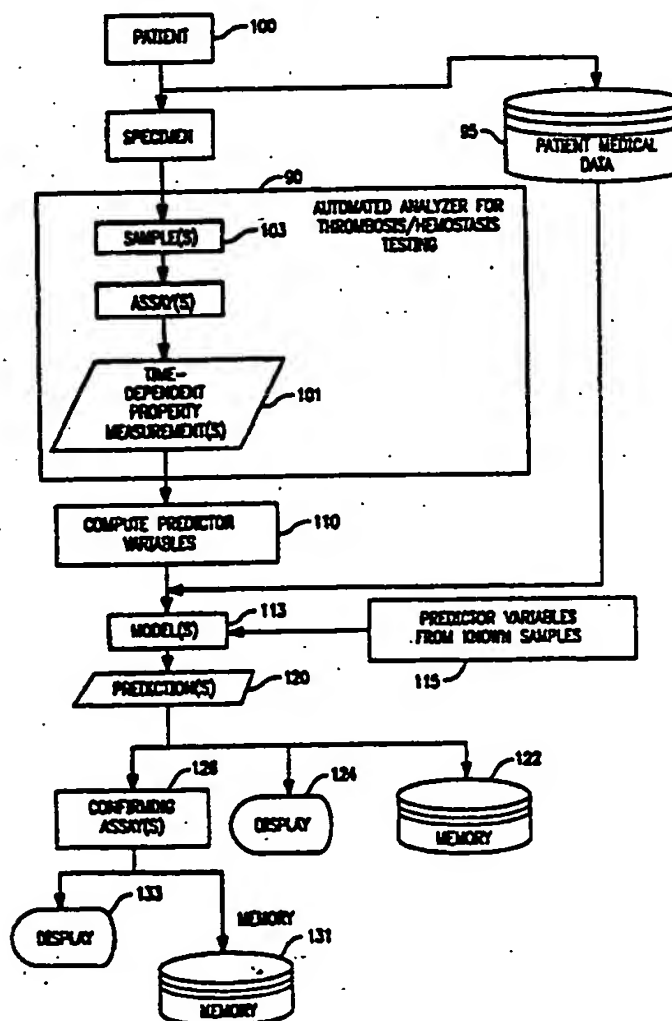 PATIENT
100
SPECIMEN
95
PATIENT MEDICAL
DATA
90
AUTOMATED ANALYZER FOR
THROMBOSIS/HEMOSTASIS
TESTING
SAMPLE(S)
103
ASSAY(S)
TIME-
DEPENDENT
PROPERTY
MEASUREMENT(S)
101
COMPUTE PREDICTOR
VARIABLES
110
MODEL(S)
113
PREDICTOR VARIABLES
FROM KNOWN SAMPLES
115
PREDICTION(S)
120
126
CONFIRMING
ASSAY(S)
124
DISPLAY
122
MEMORY
133
DISPLAY
MEMORY
131
MEMORY